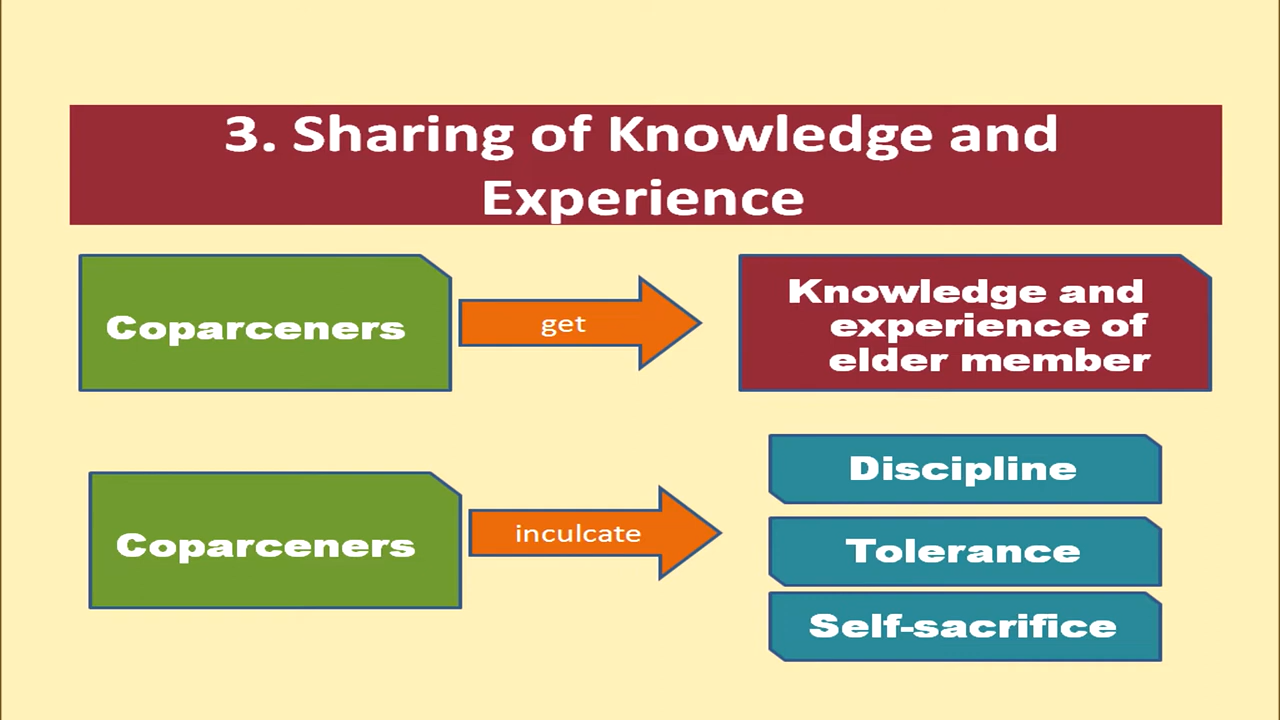 3. Sharing of Knowledge and
Experience
Coparceners
get
Knowledge and
experience of
elder member
Coparceners
inculcate
Discipline
Tolerance
Self-sacrifice